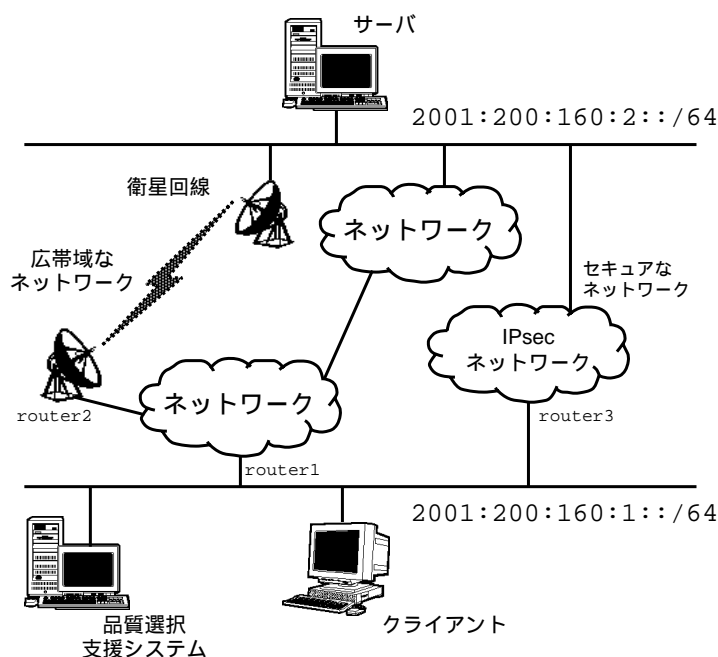 サーバ
2001:200:160:2::/64
衛星回線
ネットワーク
広帯域な
ネットワーク
セキュアな
ネットワーク
IPsec
ネットワーク
ネットワーク
router2
router3
router1
2001:200:160:1::/64
品質選択
支援システム
クライアント